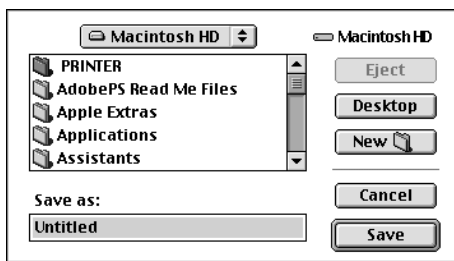 Macintosh HD
Macintosh HD
PRINTER
AdobePS Read Me Files
Apple Extras
Applications
Assistants
Eject
Desktop
New
Save as:
Untitled
Cancel
Save